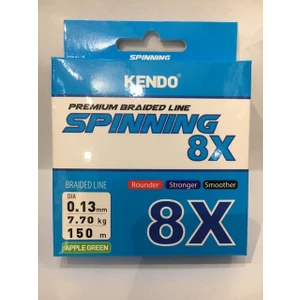 SPINNING
KENDO®
PREMIUM BRAIDED LINE
SPINNING
8X
BRAIDED LINE
Rounder Stronger Smoother
DIA
0.13mm
7.70 kg
150 m
APPLE GREEN
8X